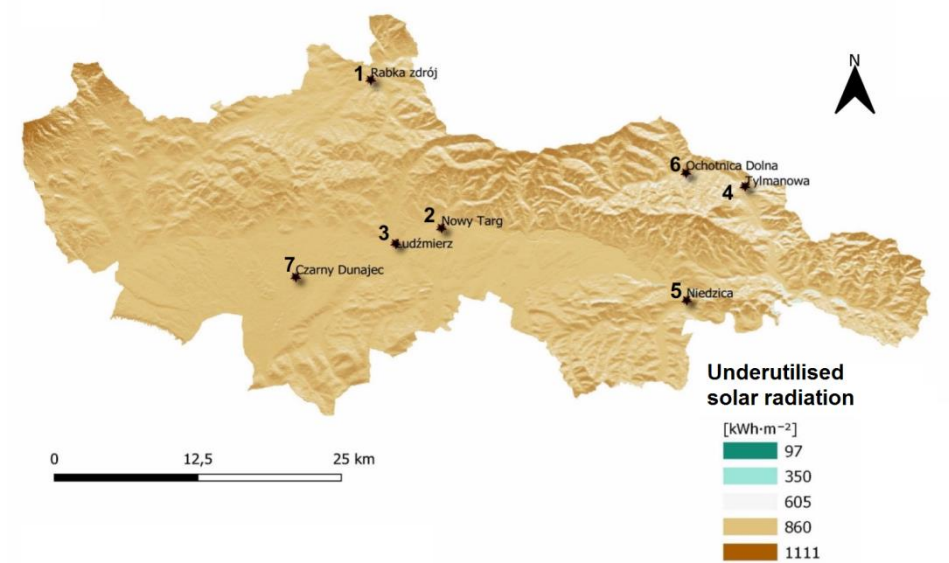 1 Rabka zdrój
N
6 Ochotnica Dolna
Tylmanowa
4
2 Nowy Targ
3 Ludźmierz
7 Czarny Dunajec
5 Niedzica
Underutilised
solar radiation
[kWh·m⁻²]
97
350
605
860
1111
0 12,5 25 km